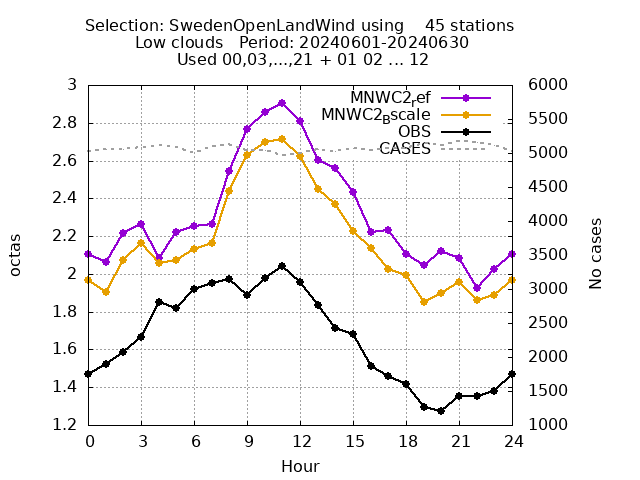 Selection: SwedenOpenLandWind using    45 stations
Low clouds   Period: 20240601-20240630
Used 00,03,...,21 + 01 02 ... 12
MNWC2_ref
MNWC2_Bscale
OBS
CASES
octas
3
2.8
2.6
2.4
2.2
2
1.8
1.6
1.4
1.2
6000
5500
5000
4500
4000
3500
3000
2500
2000
1500
1000
No cases
0 3 6 9 12 15 18 21 24
Hour